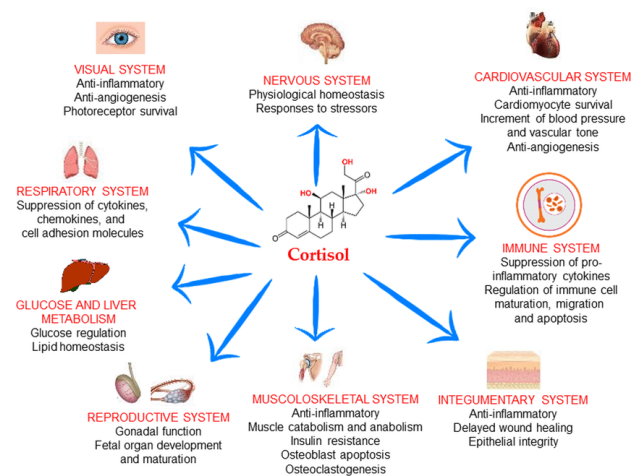 VISUAL SYSTEM
Anti-inflammatory
Anti-angiogenesis
Photoreceptor survival
NERVOUS SYSTEM
Physiological homeostasis
Responses to stressors
CARDIOVASCULAR SYSTEM
Anti-inflammatory
Cardiomyocyte survival
Increment of blood pressure
and vascular tone
Anti-angiogenesis
RESPIRATORY SYSTEM
Suppression of cytokines,
chemokines, and
cell adhesion molecules
OH
O
HO
OH
H
H
H
O
Cortisol
IMMUNE SYSTEM
Suppression of pro-
inflammatory cytokines
Regulation of immune cell
maturation, migration
and apoptosis
GLUCOSE AND LIVER
METABOLISM
Glucose regulation
Lipid homeostasis
REPRODUCTIVE SYSTEM
Gonadal function
Fetal organ development
and maturation
MUSCOLOSKELETAL SYSTEM
Anti-inflammatory
Muscle catabolism and anabolism
Insulin resistance
Osteoblast apoptosis
Osteoclastogenesis
INTEGUMENTARY SYSTEM
Anti-inflammatory
Delayed wound healing
Epithelial integrity